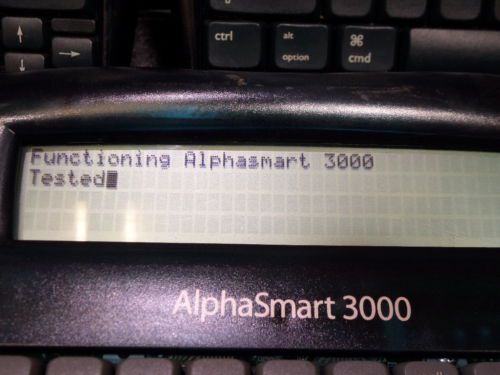 ctrl
alt
option
⌘
cmd
Functioning Alphasmart 3000
Tested
AlphaSmart 3000